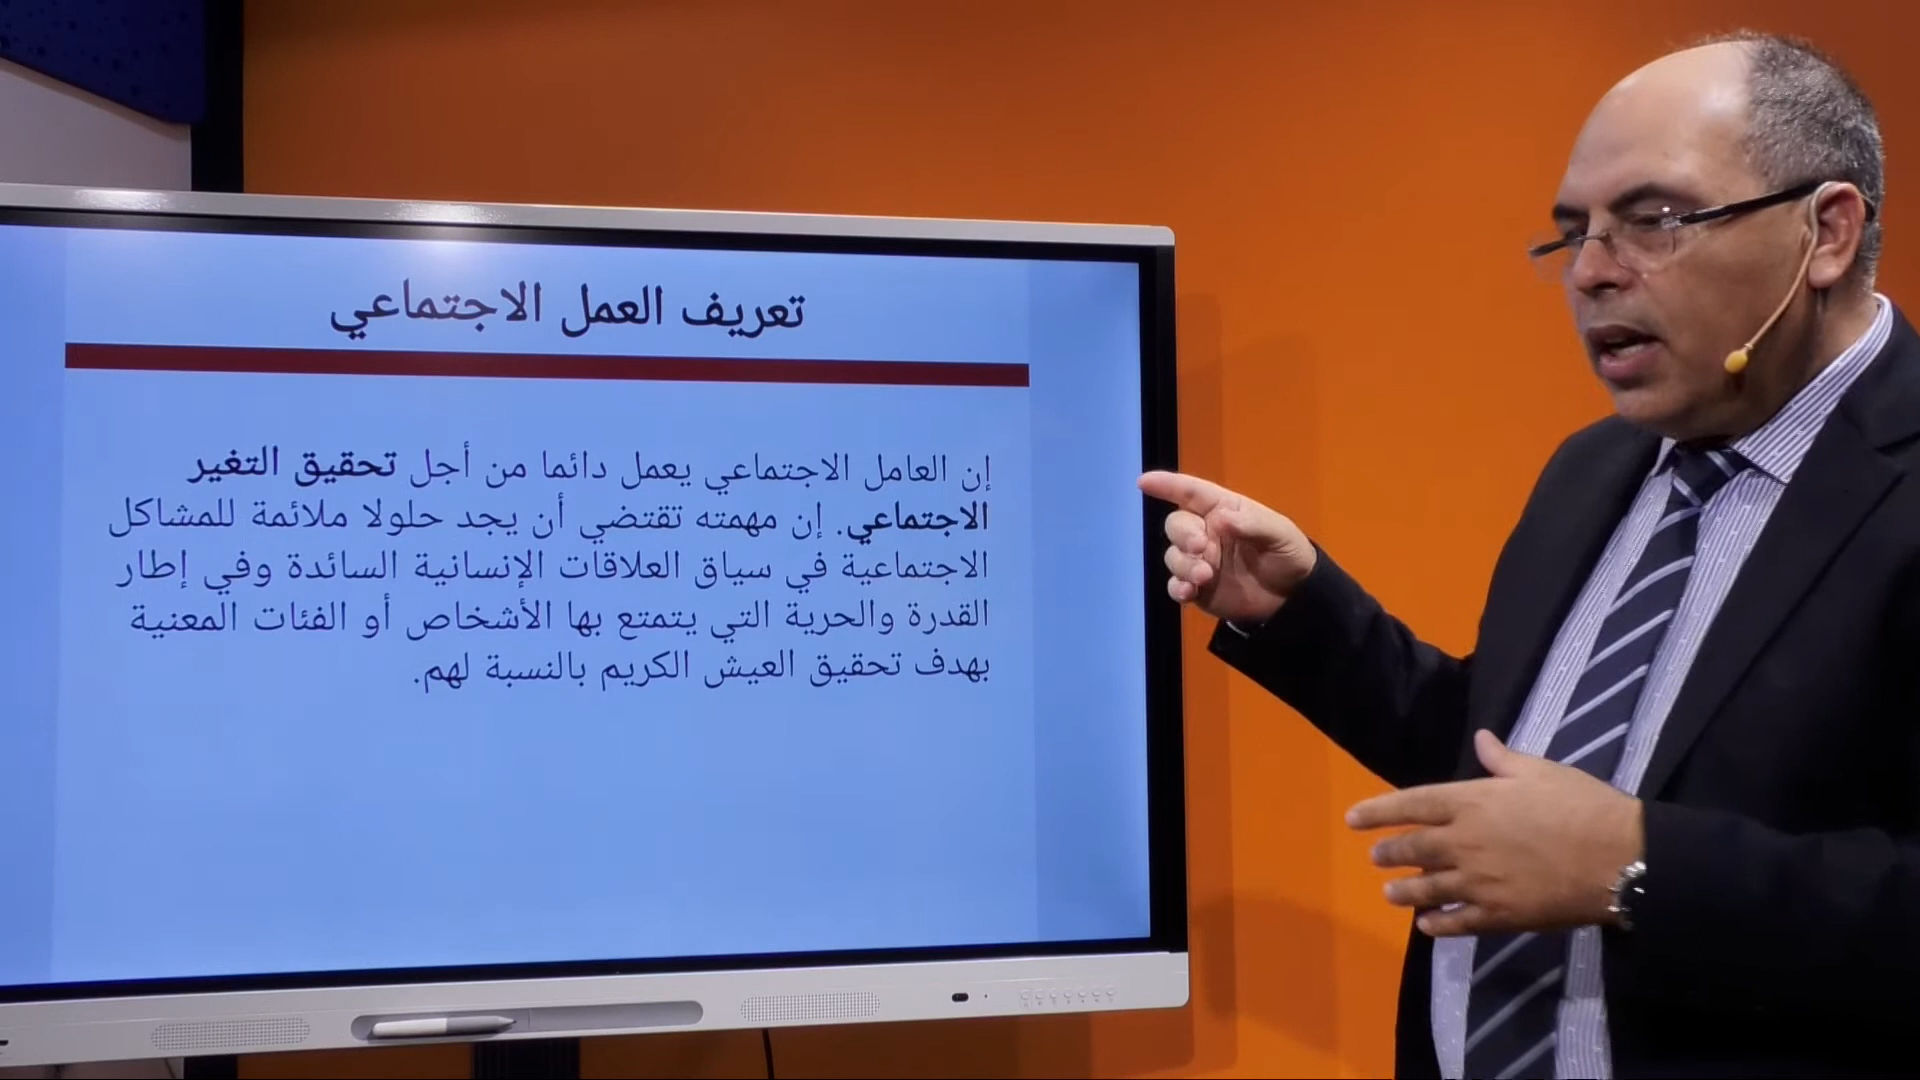 تعريف العمل الاجتماعي
إن العامل الاجتماعي يعمل دائما من أجل تحقيق التغير
الاجتماعي. إن مهمته تقتضي أن يجد حلولا ملائمة للمشاكل
الاجتماعية في سياق العلاقات الإنسانية السائدة وفي إطار
القدرة والحرية التي يتمتع بها الأشخاص أو الفئات المعنية
بهدف تحقيق العيش الكريم بالنسبة لهم.